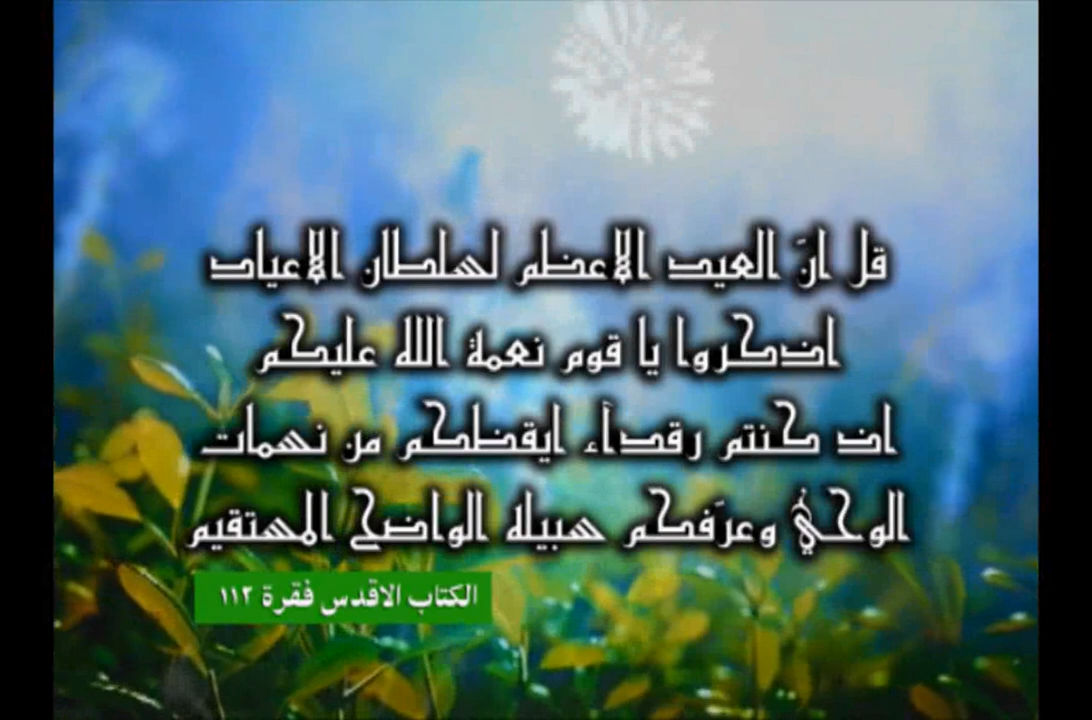 قل انَ العيد الاعظم لسلطان الاعياد
اذكروا يا قوم نعمة الله عليكم
اذ كنتم رقدآء ايقظكم من نسمات
الوحي وعرَفكم سبيله الواضح المستقيم
الكتاب الاقدس فقرة ١١٢